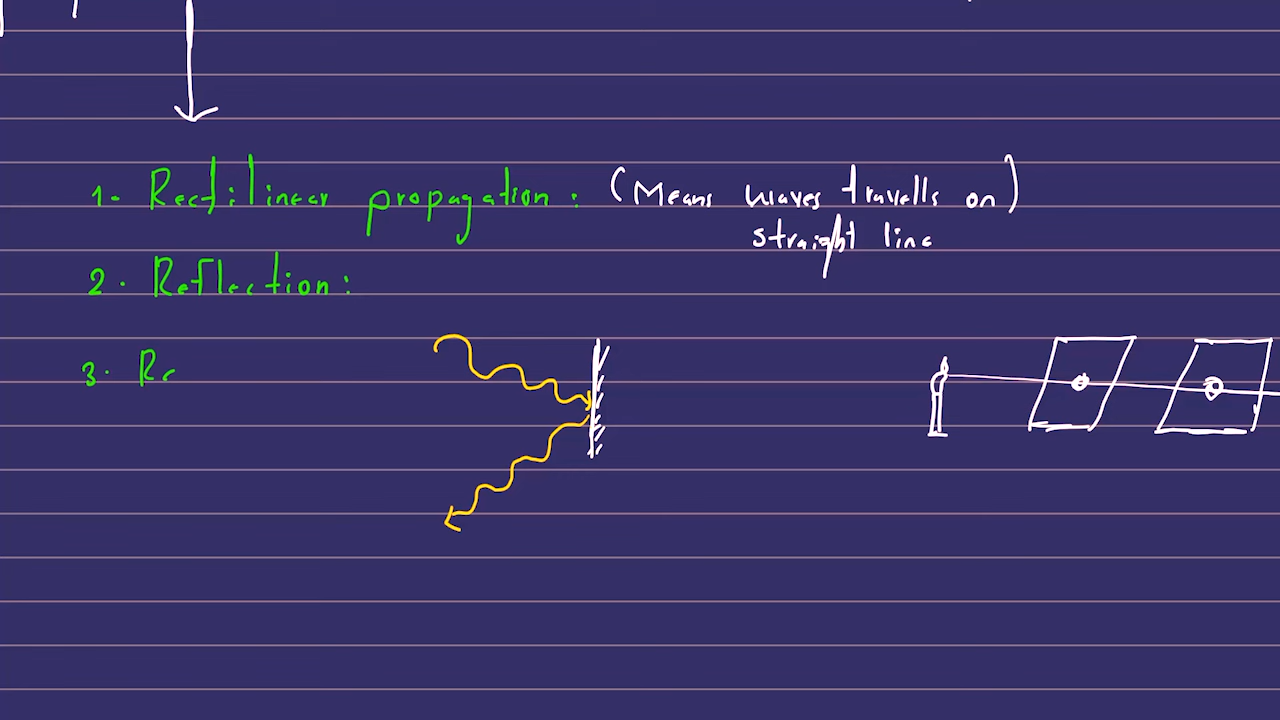 1. Rectilinear propagation: (Means waves travells on)
straight line
2. Reflection:
3. Re